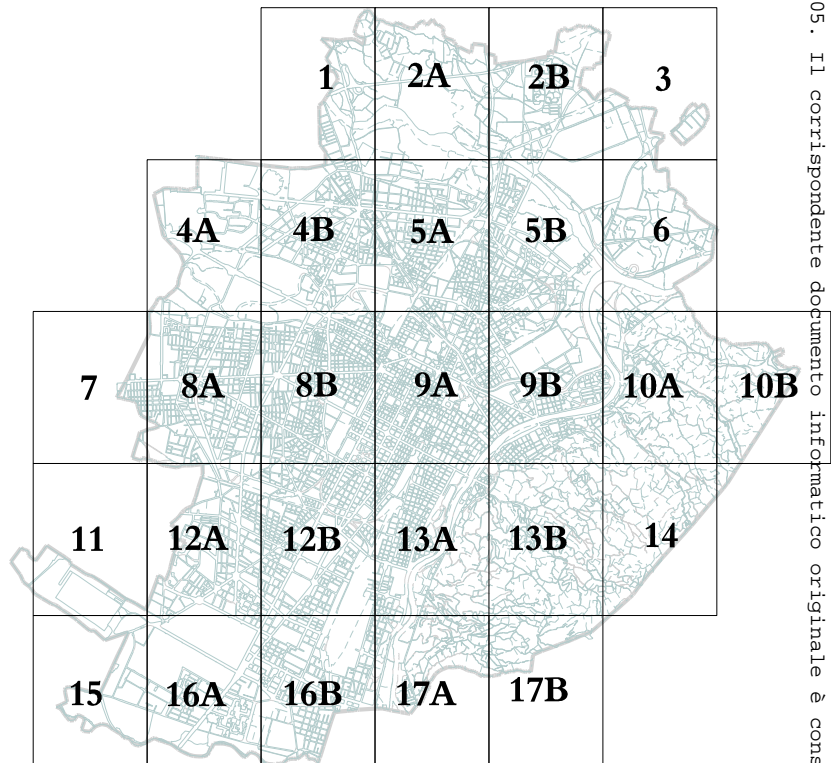 1 2A 2B 3
4A 4B 5A 5B 6
7 8A 8B 9A 9B 10A 10B
11 12A 12B 13A 13B 14
15 16A 16B 17A 17B
05. Il corrispondente documento informatico originale è cons